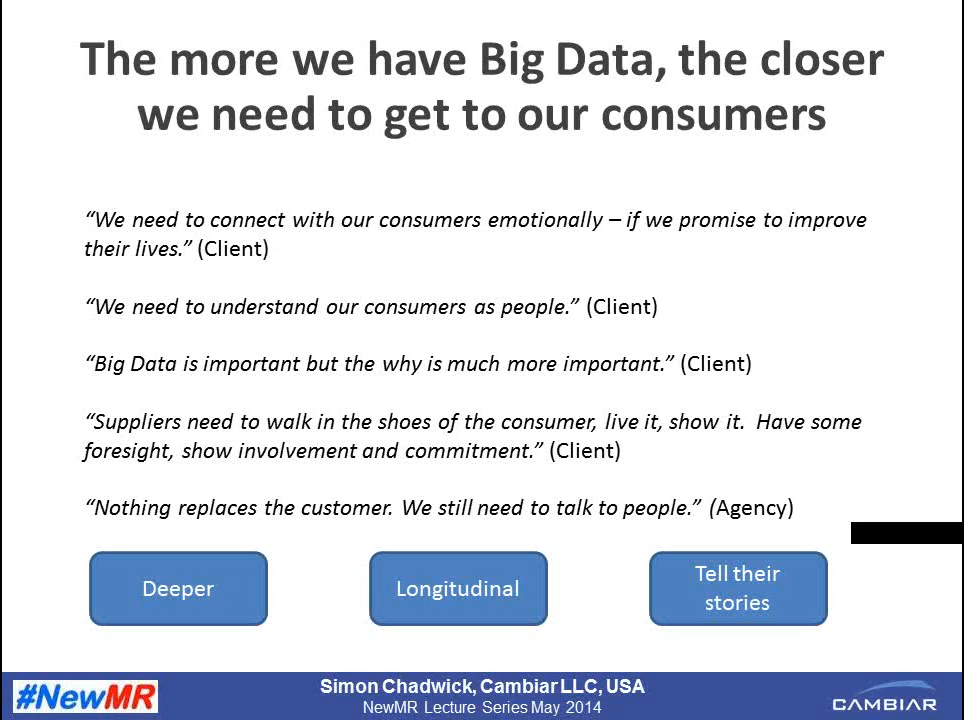 The more we have Big Data, the closer
we need to get to our consumers
“We need to connect with our consumers emotionally – if we promise to improve
their lives.” (Client)
“We need to understand our consumers as people.” (Client)
“Big Data is important but the why is much more important.” (Client)
“Suppliers need to walk in the shoes of the consumer, live it, show it.  Have some
foresight, show involvement and commitment.” (Client)
“Nothing replaces the customer. We still need to talk to people.” (Agency)
Deeper
Longitudinal
Tell their
stories
#NewMR
Simon Chadwick, Cambiar LLC, USA
NewMR Lecture Series May 2014
CAMBIAR